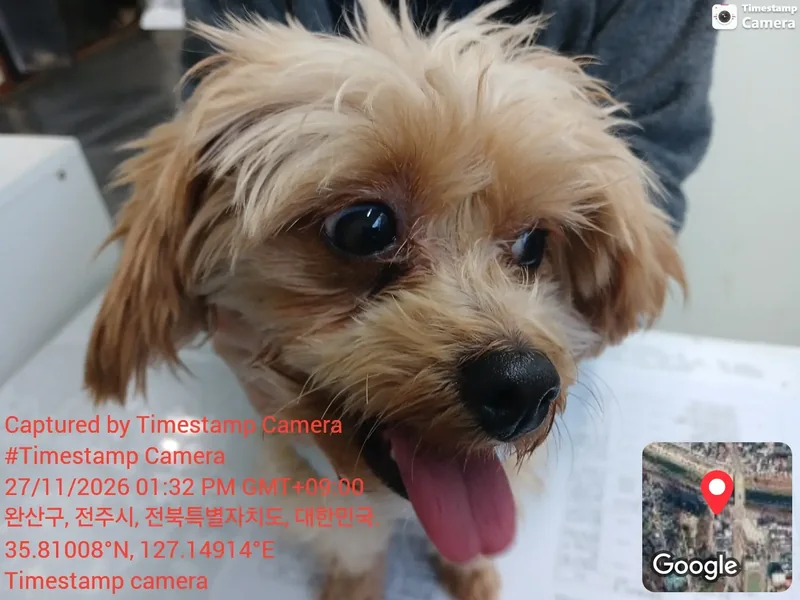 Timestamp
Camera
Captured by Timestamp Camera
#Timestamp Camera
27/11/2026 01:32 PM GMT+09:00
완산구, 전주시, 전북특별자치도, 대한민국
35.81008°N, 127.14914°E
Timestamp camera
Google